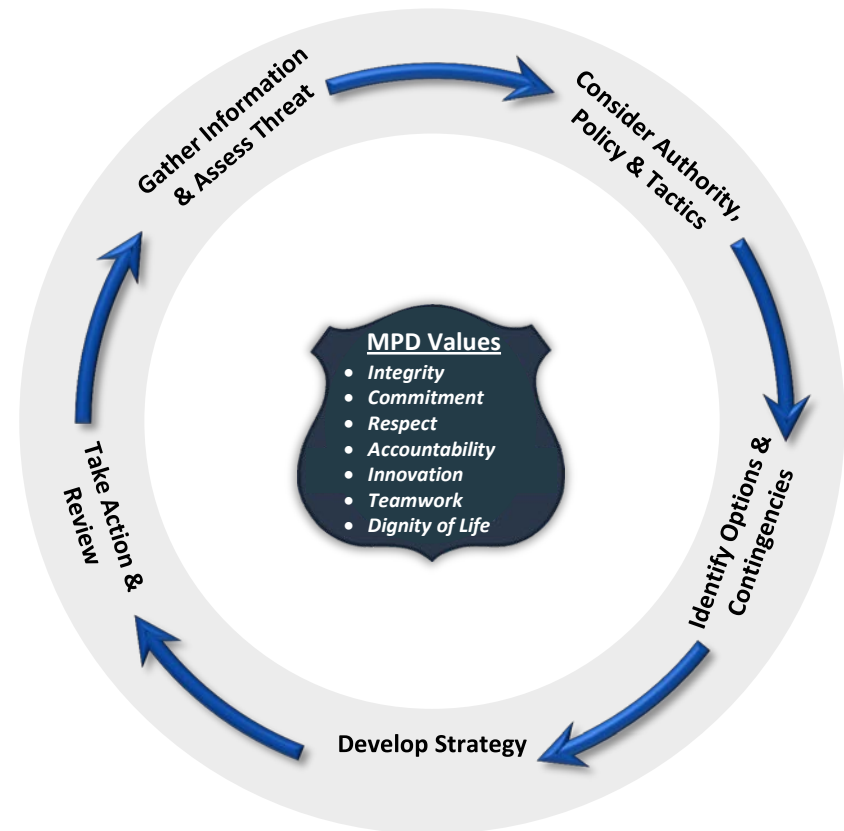 Gather Information
& Assess Threat
Consider Authority,
Policy & Tactics
Identify Options &
Contingencies
Develop Strategy
Take Action &
Review
MPD Values
• Integrity
• Commitment
• Respect
• Accountability
• Innovation
• Teamwork
• Dignity of Life